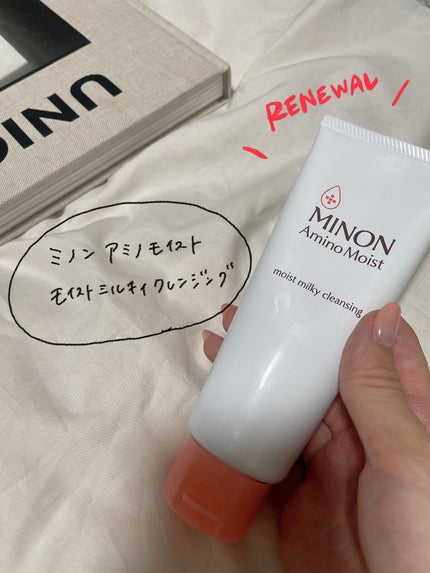 UNIQ
RENEWAL
ミノン アミノモイスト
モイストミルキィクレンジング
MINON
Amino Moist
moist milky cleansing